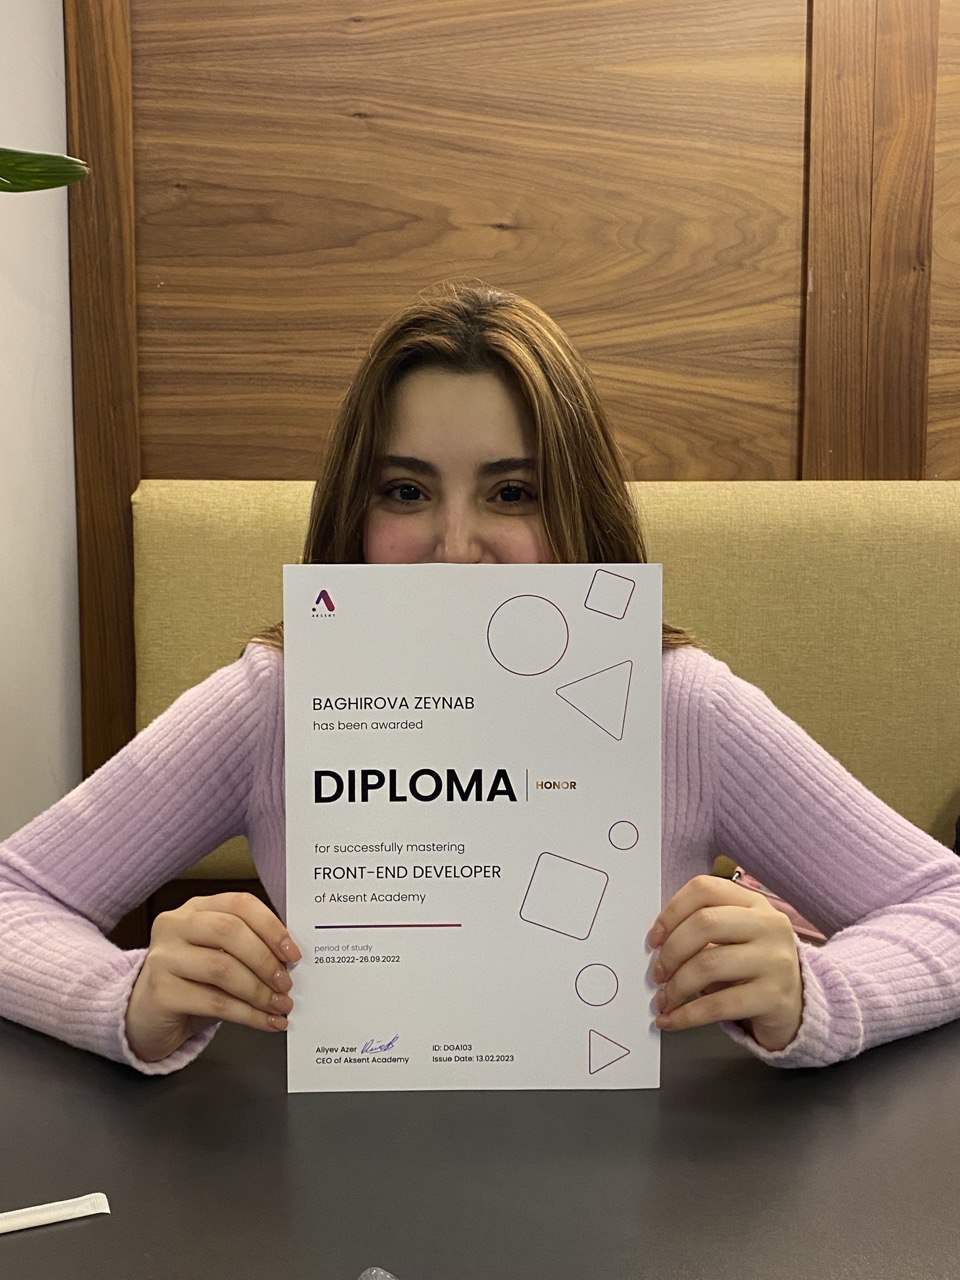 AKSENT
BAGHIROVA ZEYNAB
has been awarded
DIPLOMA | HONOR
for successfully mastering
FRONT-END DEVELOPER
of Aksent Academy
period of study
26.03.2022-26.09.2022
Aliyev Azer
CEO of Aksent Academy
ID: DGA103
Issue Date: 13.02.2023